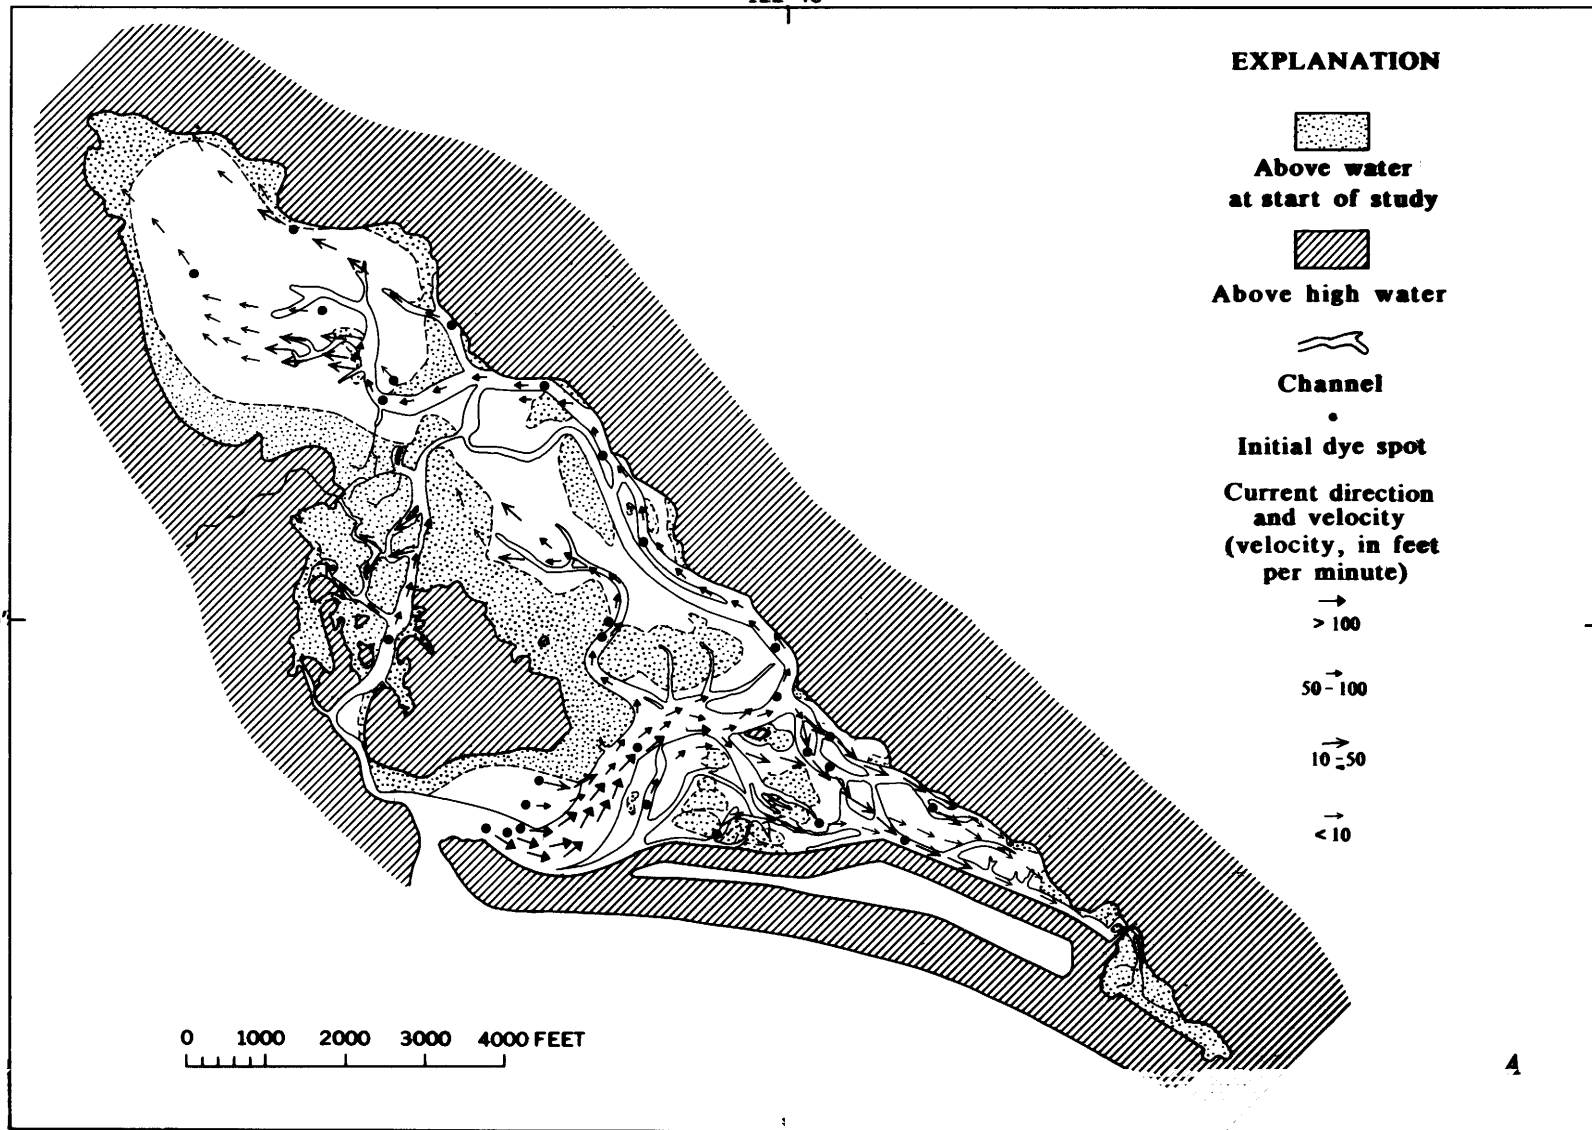 EXPLANATION
Above water
at start of study
Above high water
Channel
Initial dye spot
Current direction
and velocity
(velocity, in feet
per minute)
> 100
50-100
10-50
< 10
0 1000 2000 3000 4000 FEET
A